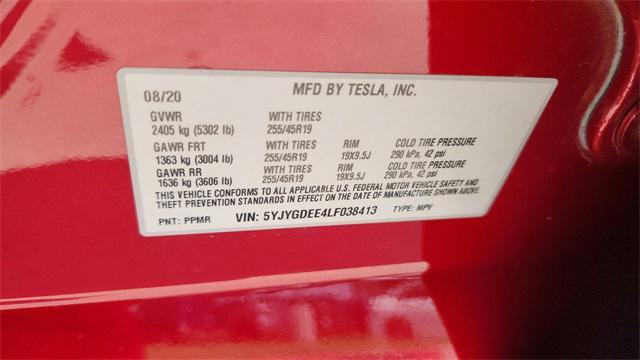 08/20 MFD BY TESLA, INC.
GVWR WITH TIRES
2405 kg (5302 lb) 255/45R19
GAWR FRT WITH TIRES RIM COLD TIRE PRESSURE
1363 kg (3004 lb) 255/45R19 19X9.5J 290 kPa, 42 psi
GAWR RR WITH TIRES RIM COLD TIRE PRESSURE
1636 kg (3606 lb) 255/45R19 19X9.5J 290 kPa, 42 psi
THIS VEHICLE CONFORMS TO ALL APPLICABLE U.S. FEDERAL MOTOR VEHICLE SAFETY AND
THEFT PREVENTION STANDARDS IN EFFECT ON THE DATE OF MANUFACTURE SHOWN ABOVE.
PNT: PPMR VIN: 5YJYGDEE4LF038413 TYPE: MPV